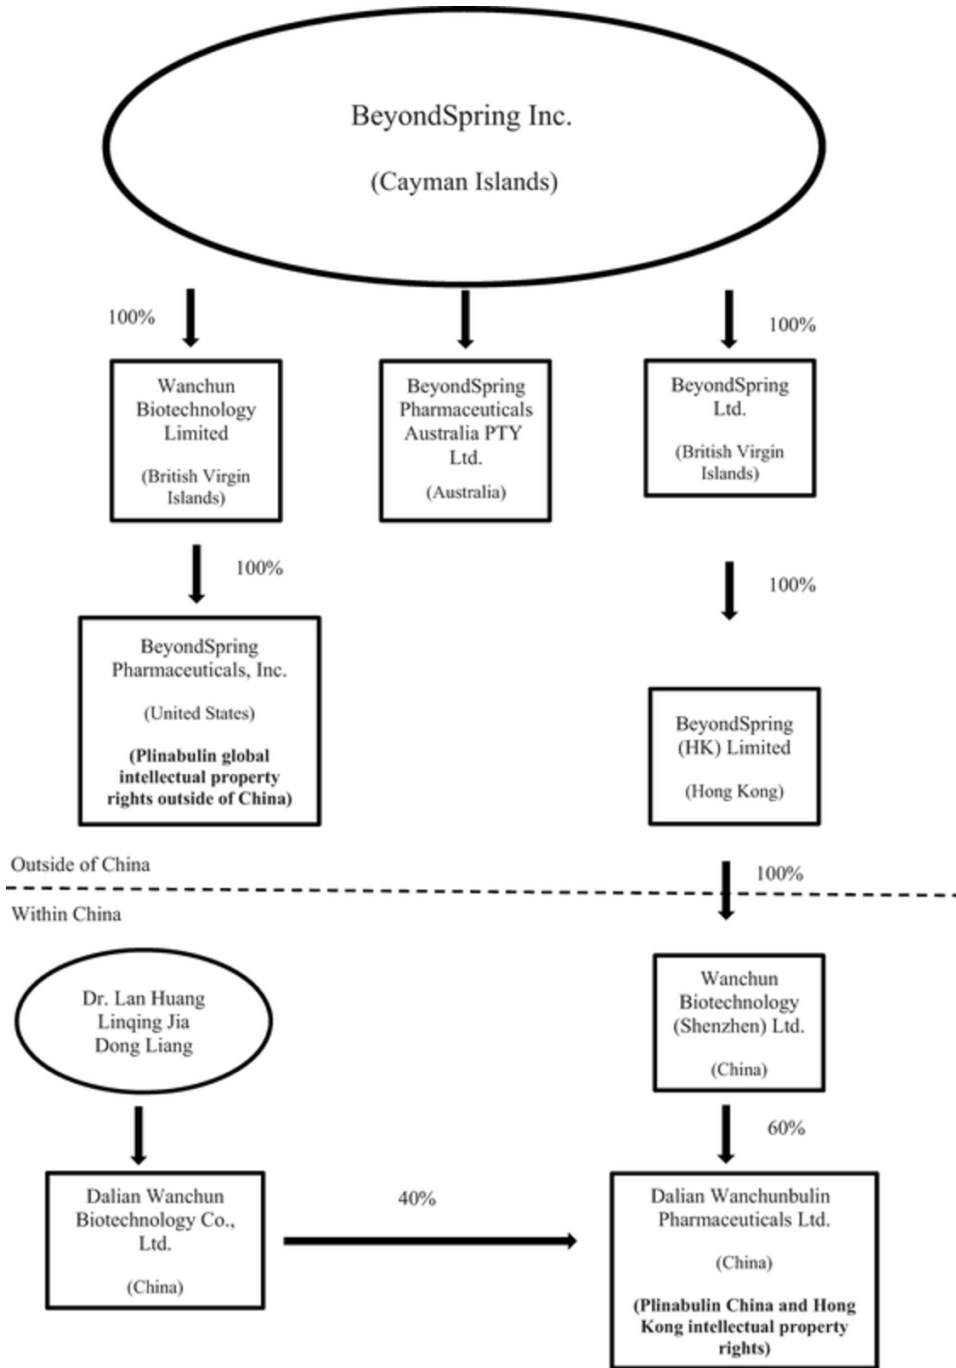 BeyondSpring Inc.
(Cayman Islands)
100%
100%
Wanchun
Biotechnology
Limited
(British Virgin
Islands)
BeyondSpring
Pharmaceuticals
Australia PTY
Ltd.
(Australia)
BeyondSpring
Ltd.
(British Virgin
Islands)
100%
100%
BeyondSpring
Pharmaceuticals, Inc.
(United States)
(Plinabulin global
intellectual property
rights outside of China)
BeyondSpring
(HK) Limited
(Hong Kong)
Outside of China
100%
Within China
Dr. Lan Huang
Linqing Jia
Dong Liang
Wanchun
Biotechnology
(Shenzhen) Ltd.
(China)
60%
Dalian Wanchun
Biotechnology Co.,
Ltd.
(China)
40%
Dalian Wanchunbulin
Pharmaceuticals Ltd.
(China)
(Plinabulin China and Hong
Kong intellectual property
rights)